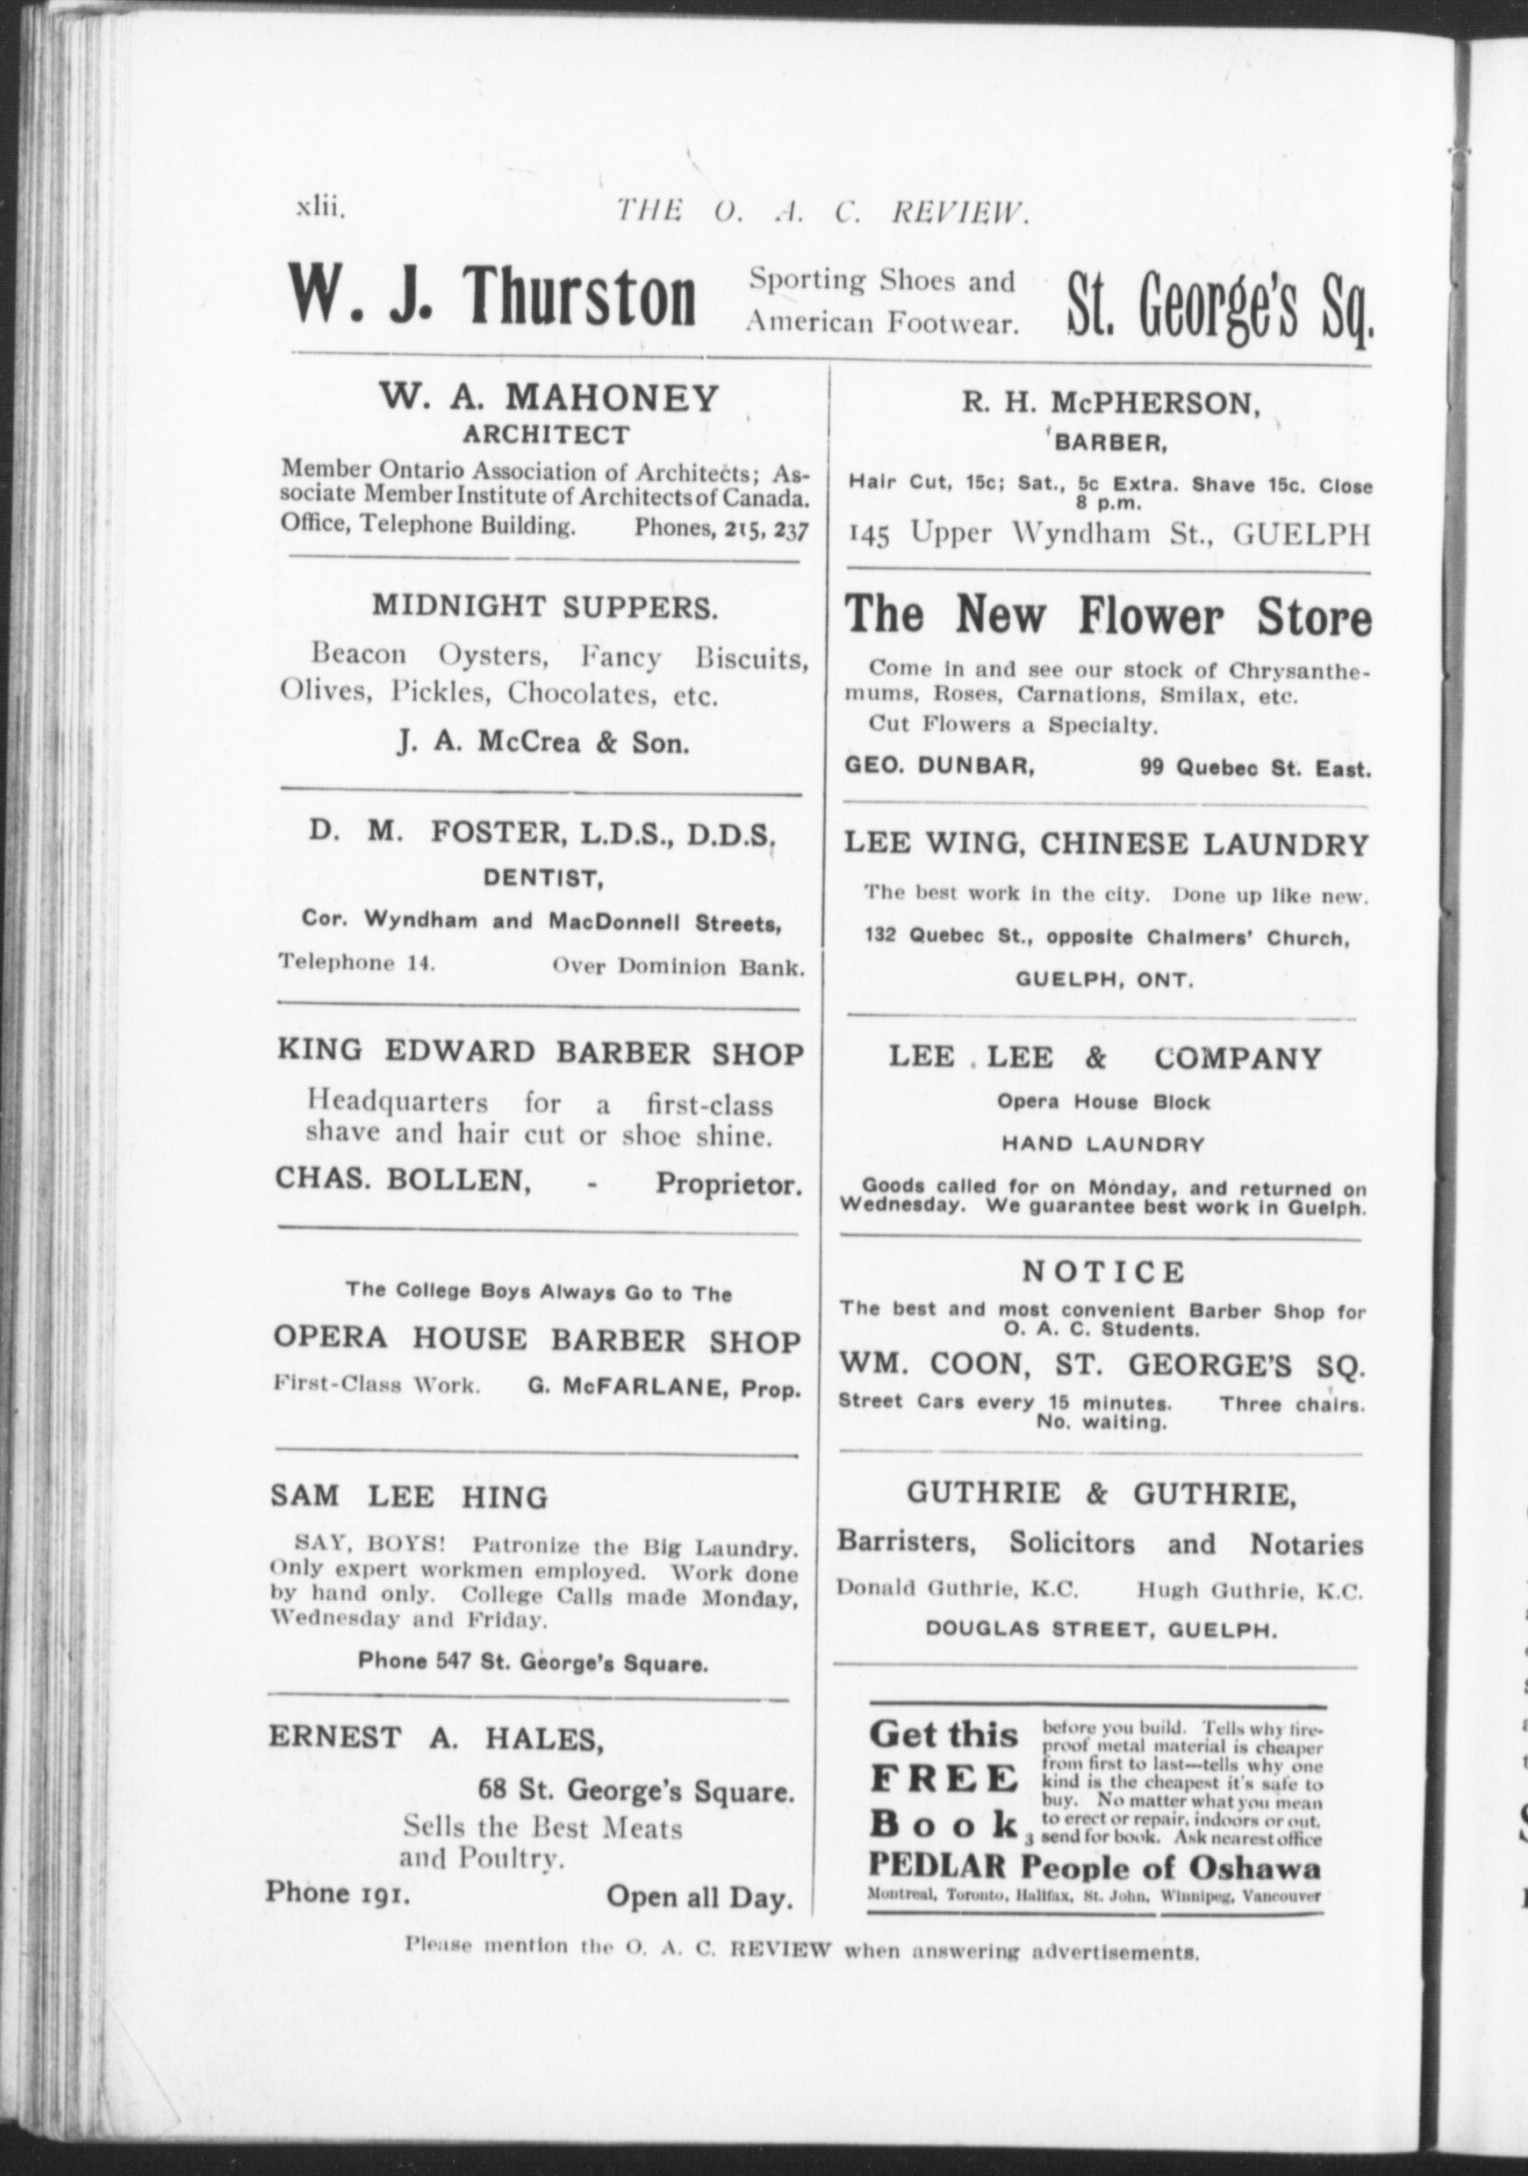 xlii. THE O. A. C. REVIEW.
W. J. Thurston Sporting Shoes and American Footwear. St. George's Sq.
W. A. MAHONEY
ARCHITECT
Member Ontario Association of Architects; As-
sociate Member Institute of Architects of Canada.
Office, Telephone Building. Phones, 215, 237
MIDNIGHT SUPPERS.
Beacon Oysters, Fancy Biscuits,
Olives, Pickles, Chocolates, etc.
J. A. McCrea & Son.
D. M. FOSTER, L.D.S., D.D.S.
DENTIST,
Cor. Wyndham and MacDonnell Streets,
Telephone 14. Over Dominion Bank.
KING EDWARD BARBER SHOP
Headquarters for a first-class
shave and hair cut or shoe shine.
CHAS. BOLLEN, - Proprietor.
The College Boys Always Go to The
OPERA HOUSE BARBER SHOP
First-Class Work. G. McFARLANE, Prop.
SAM LEE HING
SAY, BOYS! Patronize the Big Laundry.
Only expert workmen employed. Work done
by hand only. College Calls made Monday,
Wednesday and Friday.
Phone 547 St. George's Square.
ERNEST A. HALES,
68 St. George's Square.
Sells the Best Meats
and Poultry.
Phone 191. Open all Day.
R. H. McPHERSON,
BARBER,
Hair Cut, 15c; Sat., 5c Extra. Shave 15c. Close
8 p.m.
145 Upper Wyndham St., GUELPH
The New Flower Store
Come in and see our stock of Chrysanthe-
mums, Roses, Carnations, Smilax, etc.
Cut Flowers a Specialty.
GEO. DUNBAR, 99 Quebec St. East.
LEE WING, CHINESE LAUNDRY
The best work in the city. Done up like new.
132 Quebec St., opposite Chalmers' Church,
GUELPH, ONT.
LEE LEE & COMPANY
Opera House Block
HAND LAUNDRY
Goods called for on Monday, and returned on
Wednesday. We guarantee best work in Guelph.
NOTICE
The best and most convenient Barber Shop for
O. A. C. Students.
WM. COON, ST. GEORGE'S SQ.
Street Cars every 15 minutes. Three chairs.
No. waiting.
GUTHRIE & GUTHRIE,
Barristers, Solicitors and Notaries
Donald Guthrie, K.C. Hugh Guthrie, K.C.
DOUGLAS STREET, GUELPH.
Get this
FREE
Book
before you build. Tells why fire-
proof metal material is cheaper
from first to last—tells why one
kind is the cheapest it's safe to
buy. No matter what you mean
to erect or repair, indoors or out,
3 send for book. Ask nearest office
PEDLAR People of Oshawa
Montreal, Toronto, Halifax, St. John, Winnipeg, Vancouver
Please mention the O. A. C. REVIEW when answering advertisements.